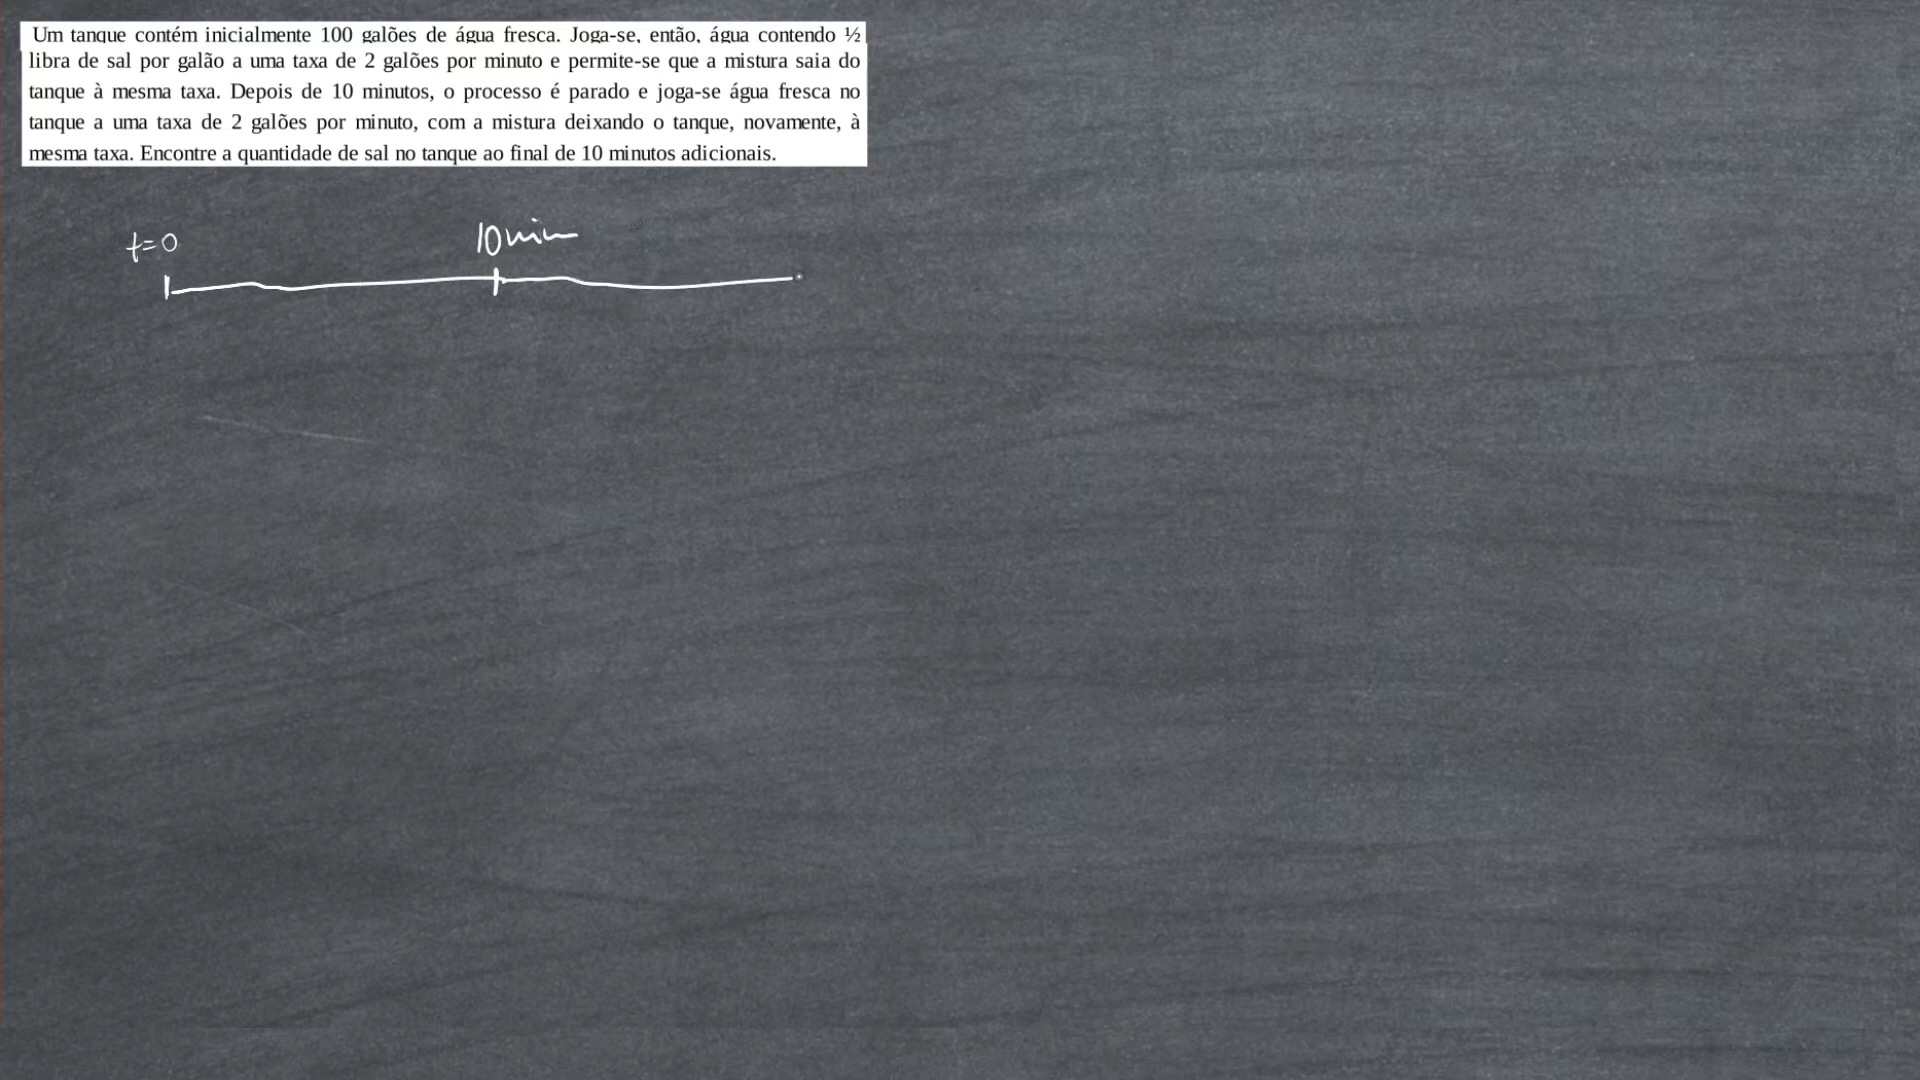 Um tanque contém inicialmente 100 galões de água fresca. Joga-se, então, água contendo ½
libra de sal por galão a uma taxa de 2 galões por minuto e permite-se que a mistura saia do
tanque à mesma taxa. Depois de 10 minutos, o processo é parado e joga-se água fresca no
tanque a uma taxa de 2 galões por minuto, com a mistura deixando o tanque, novamente, à
mesma taxa. Encontre a quantidade de sal no tanque ao final de 10 minutos adicionais.
t=0
10 min